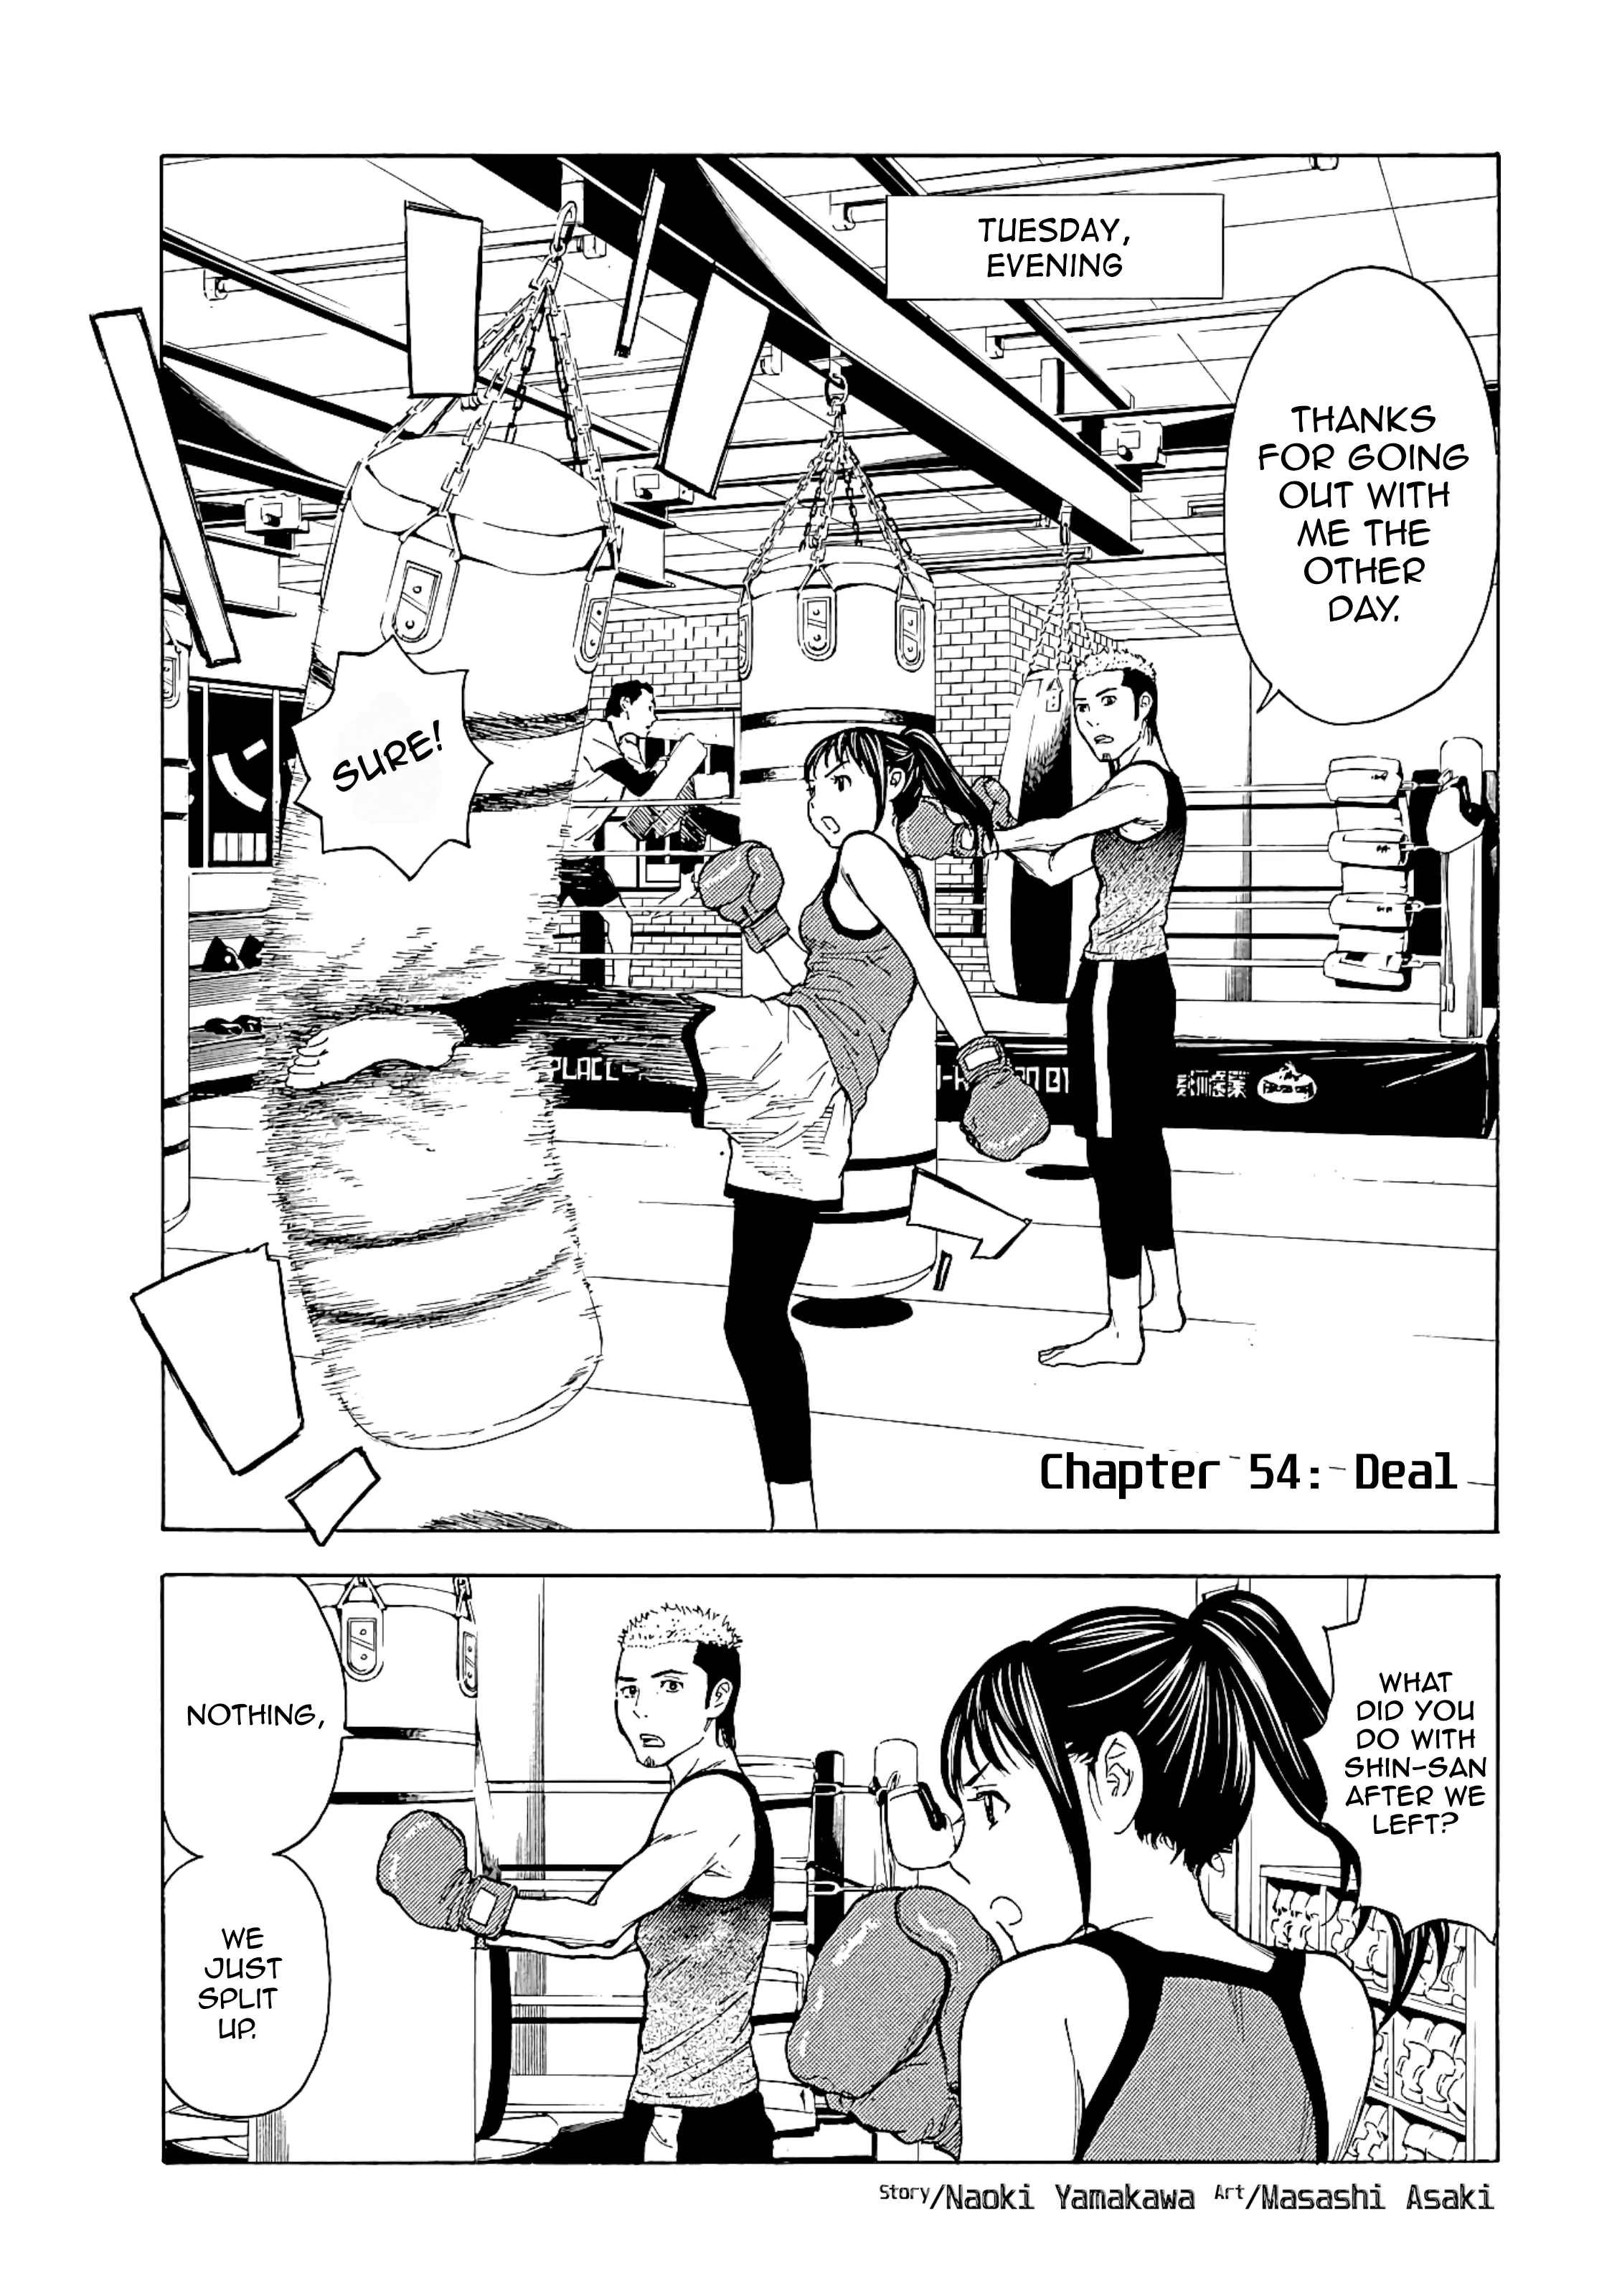 TUESDAY,
EVENING
THANKS
FOR GOING
OUT WITH
ME THE
OTHER
DAY.
SURE!
Chapter 54: Deal
WHAT
DID YOU
DO WITH
SHIN-SAN
AFTER WE
LEFT?
NOTHING,
WE
JUST
SPLIT
UP.
Story/Naoki Yamakawa Art/Masashi Asaki